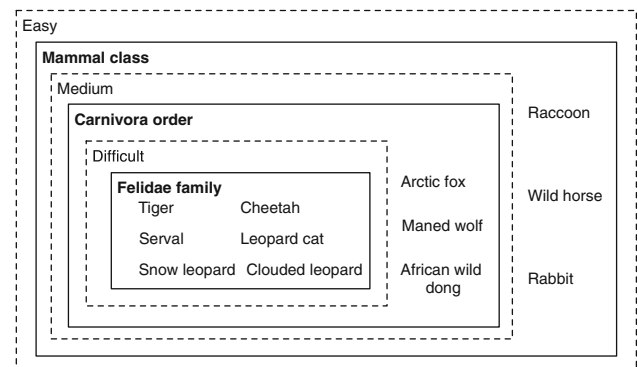 Easy
Mammal class
Medium
Carnivora order
Raccoon
Difficult
Felidae family
Arctic fox
Tiger Cheetah
Wild horse
Maned wolf
Serval Leopard cat
Snow leopard Clouded leopard
African wild
dong
Rabbit